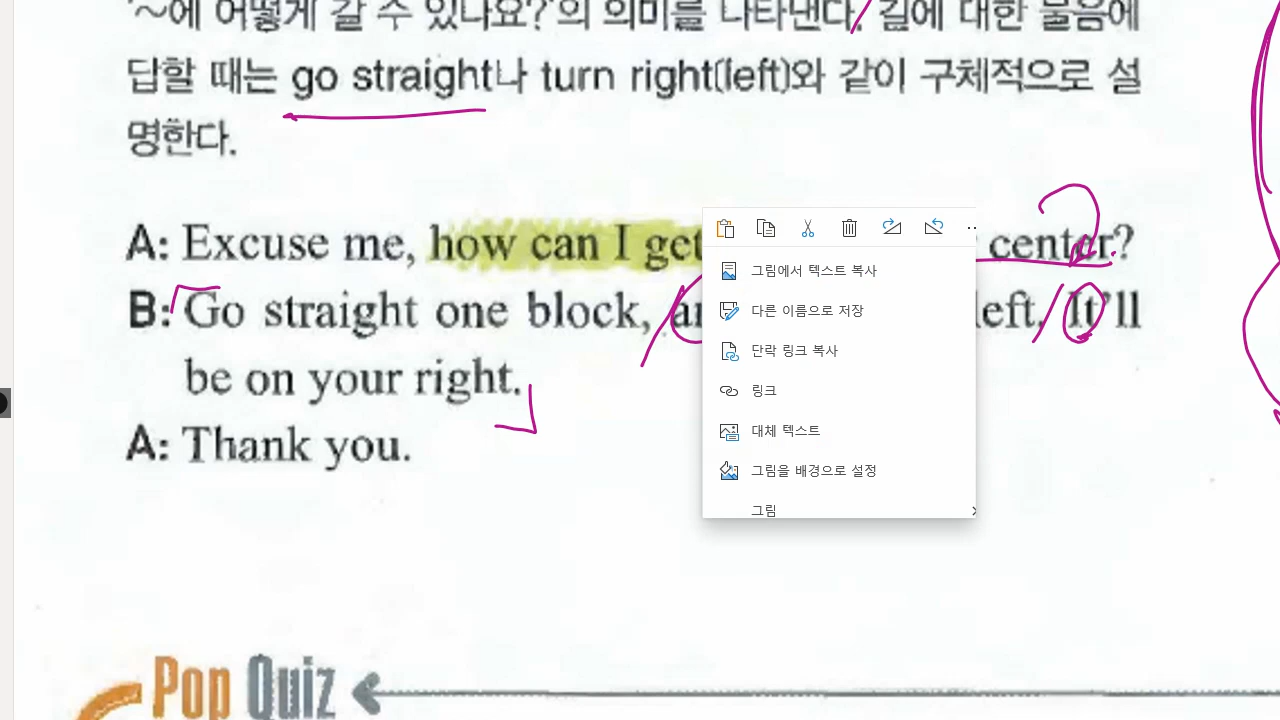 '~에 어떻게 갈 수 있나요?'의 의미를 나타낸다. 길에 대한 물음에
답할 때는 go straight나 turn right(left)와 같이 구체적으로 설
명한다.
A: Excuse me, how can I get center?
B: Go straight one block, left. It'll
be on your right.
A: Thank you.
그림에서 텍스트 복사
다른 이름으로 저장
단락 링크 복사
링크
대체 텍스트
그림을 배경으로 설정
그림
Pop Quiz